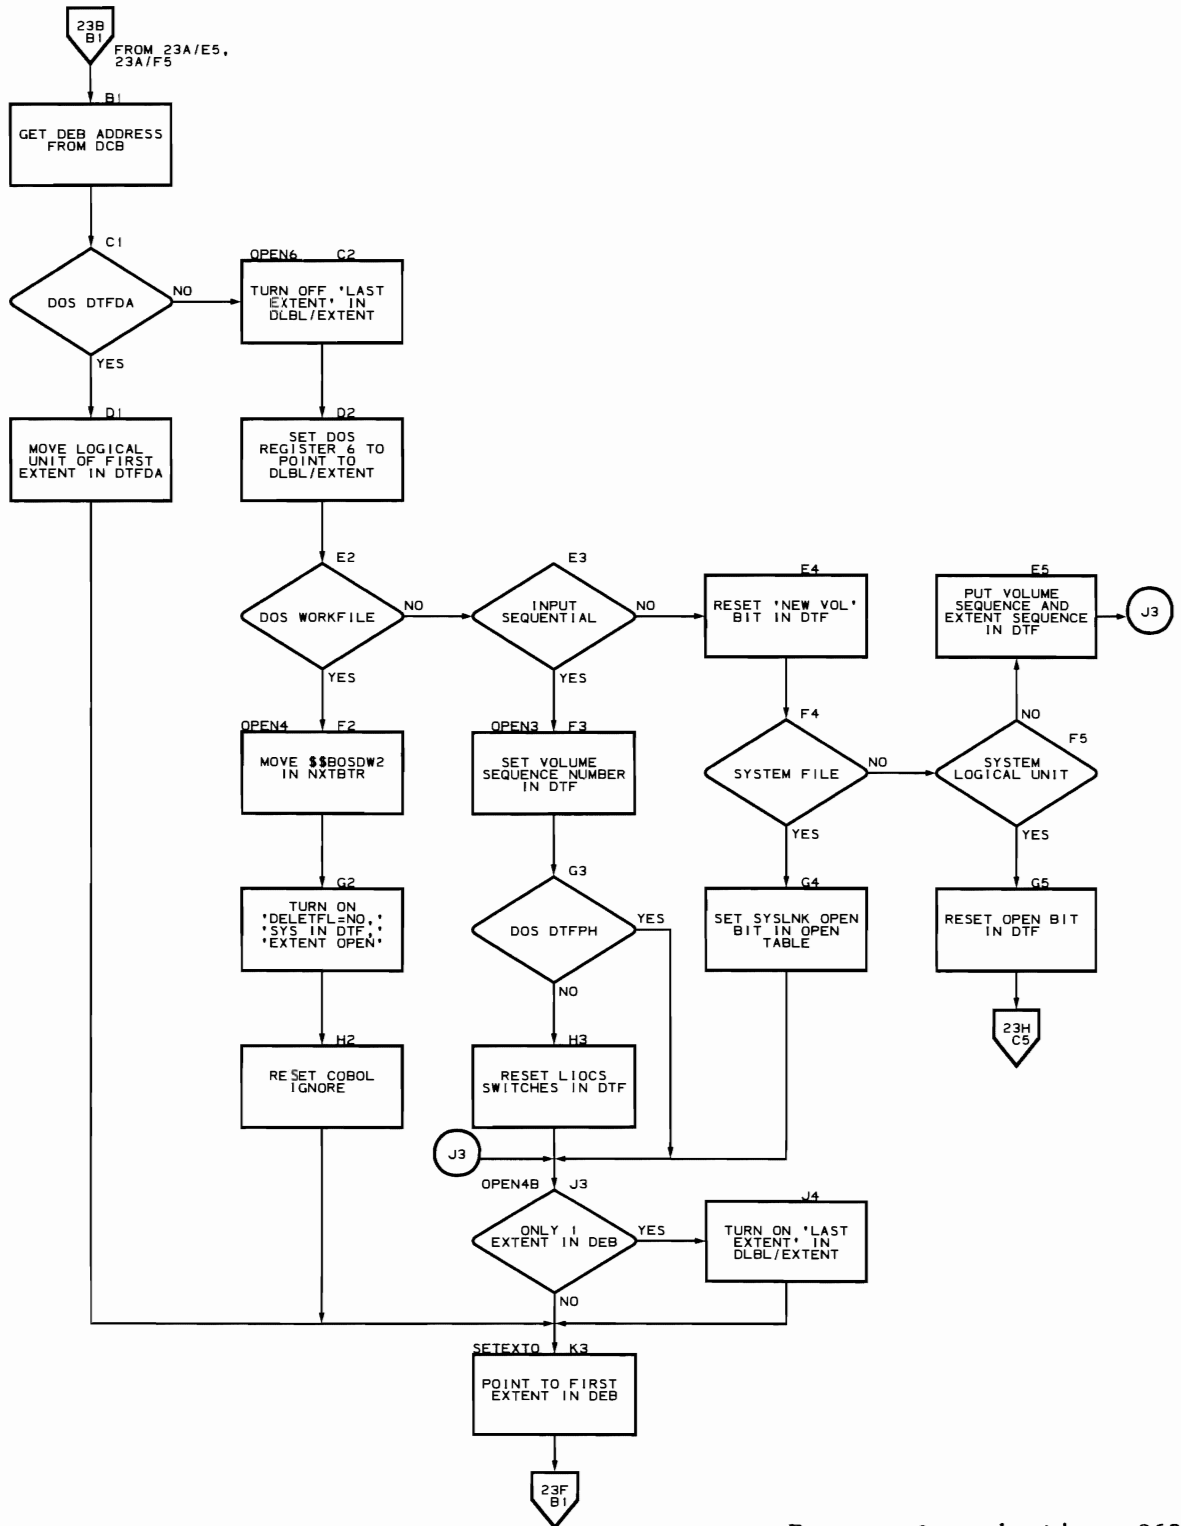 23B
B1
FROM 23A/E5,
23A/F5
B1
GET DEB ADDRESS
FROM DCB
C1
DOS DTFDA
NO
YES
OPEN6 C2
TURN OFF 'LAST
EXTENT' IN
DLBL/EXTENT
D1
MOVE LOGICAL
UNIT OF FIRST
EXTENT IN DTFDA
D2
SET DOS
REGISTER 6 TO
POINT TO
DLBL/EXTENT
E2
DOS WORKFILE
NO
YES
E3
INPUT
SEQUENTIAL
NO
YES
E4
RESET 'NEW VOL'
BIT IN DTF
E5
PUT VOLUME
SEQUENCE AND
EXTENT SEQUENCE
IN DTF
J3
OPEN4 F2
MOVE $$BOSDW2
IN NXTBTR
OPEN3 F3
SET VOLUME
SEQUENCE NUMBER
IN DTF
F4
SYSTEM FILE
NO
YES
NO
F5
SYSTEM
LOGICAL UNIT
YES
G2
TURN ON
'DELETFL=NO,'
'SYS IN DTF,'
'EXTENT OPEN'
G3
DOS DTFPH
YES
NO
G4
SET SYSLNK OPEN
BIT IN OPEN
TABLE
G5
RESET OPEN BIT
IN DTF
23H
C5
H2
RESET COBOL
IGNORE
H3
RESET LIOCS
SWITCHES IN DTF
J3
OPEN4B J3
ONLY 1
EXTENT IN DEB
YES
NO
J4
TURN ON 'LAST
EXTENT' IN
DLBL/EXTENT
SETEXTO K3
POINT TO FIRST
EXTENT IN DEB
23F
B1